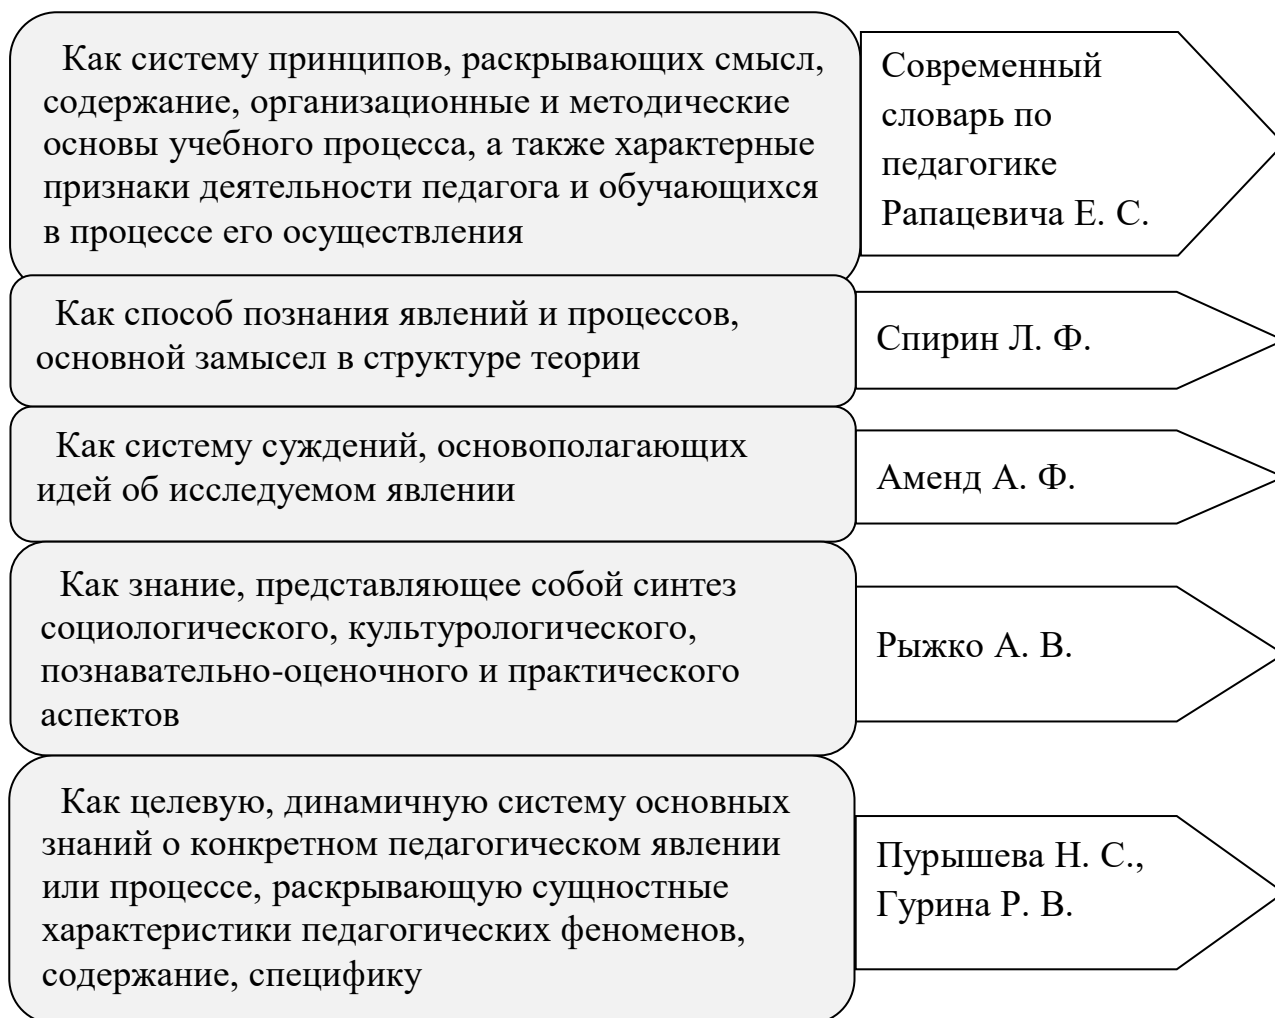 Как систему принципов, раскрывающих смысл,
содержание, организационные и методические
основы учебного процесса, а также характерные
признаки деятельности педагога и обучающихся
в процессе его осуществления
Современный
словарь по
педагогике
Рапацевича Е. С.
Как способ познания явлений и процессов,
основной замысел в структуре теории
Спирин Л. Ф.
Как систему суждений, основополагающих
идей об исследуемом явлении
Аменд А. Ф.
Как знание, представляющее собой синтез
социологического, культурологического,
познавательно-оценочного и практического
аспектов
Рыжко А. В.
Как целевую, динамичную систему основных
знаний о конкретном педагогическом явлении
или процессе, раскрывающую сущностные
характеристики педагогических феноменов,
содержание, специфику
Пурышева Н. С.,
Гурина Р. В.